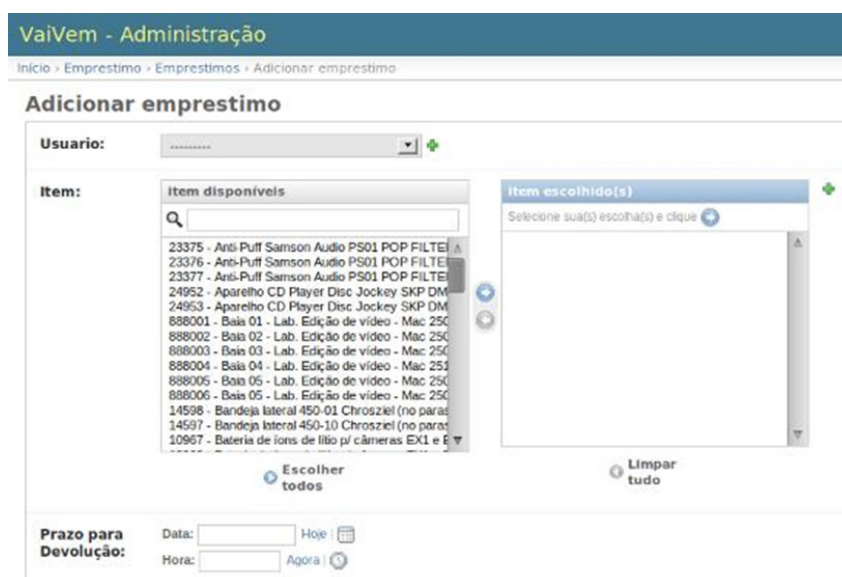 VaiVem - Administração
Início › Emprestimo › Emprestimos › Adicionar emprestimo
Adicionar emprestimo
Usuario:
---------
Item:
Item disponíveis
23375 - Anti-Puff Samson Audio PS01 POP FILTE
23376 - Anti-Puff Samson Audio PS01 POP FILTE
23377 - Anti-Puff Samson Audio PS01 POP FILTE
24952 - Aparelho CD Player Disc Jockey SKP DM
24953 - Aparelho CD Player Disc Jockey SKP DM
888001 - Baia 01 - Lab. Edição de vídeo - Mac 250
888002 - Baia 02 - Lab. Edição de vídeo - Mac 250
888003 - Baia 03 - Lab. Edição de vídeo - Mac 250
888004 - Baia 04 - Lab. Edição de vídeo - Mac 251
888005 - Baia 05 - Lab. Edição de vídeo - Mac 250
888006 - Baia 05 - Lab. Edição de vídeo - Mac 250
14598 - Bandeja lateral 450-01 Chrosziel (no paras
14597 - Bandeja lateral 450-10 Chrosziel (no paras
10967 - Bateria de íons de lítio p/ câmeras EX1 e E
Escolher
todos
Item escolhido(s)
Selecione sua(s) escolha(s) e clique
Limpar
tudo
Prazo para
Devolução:
Data: Hoje |
Hora: Agora |